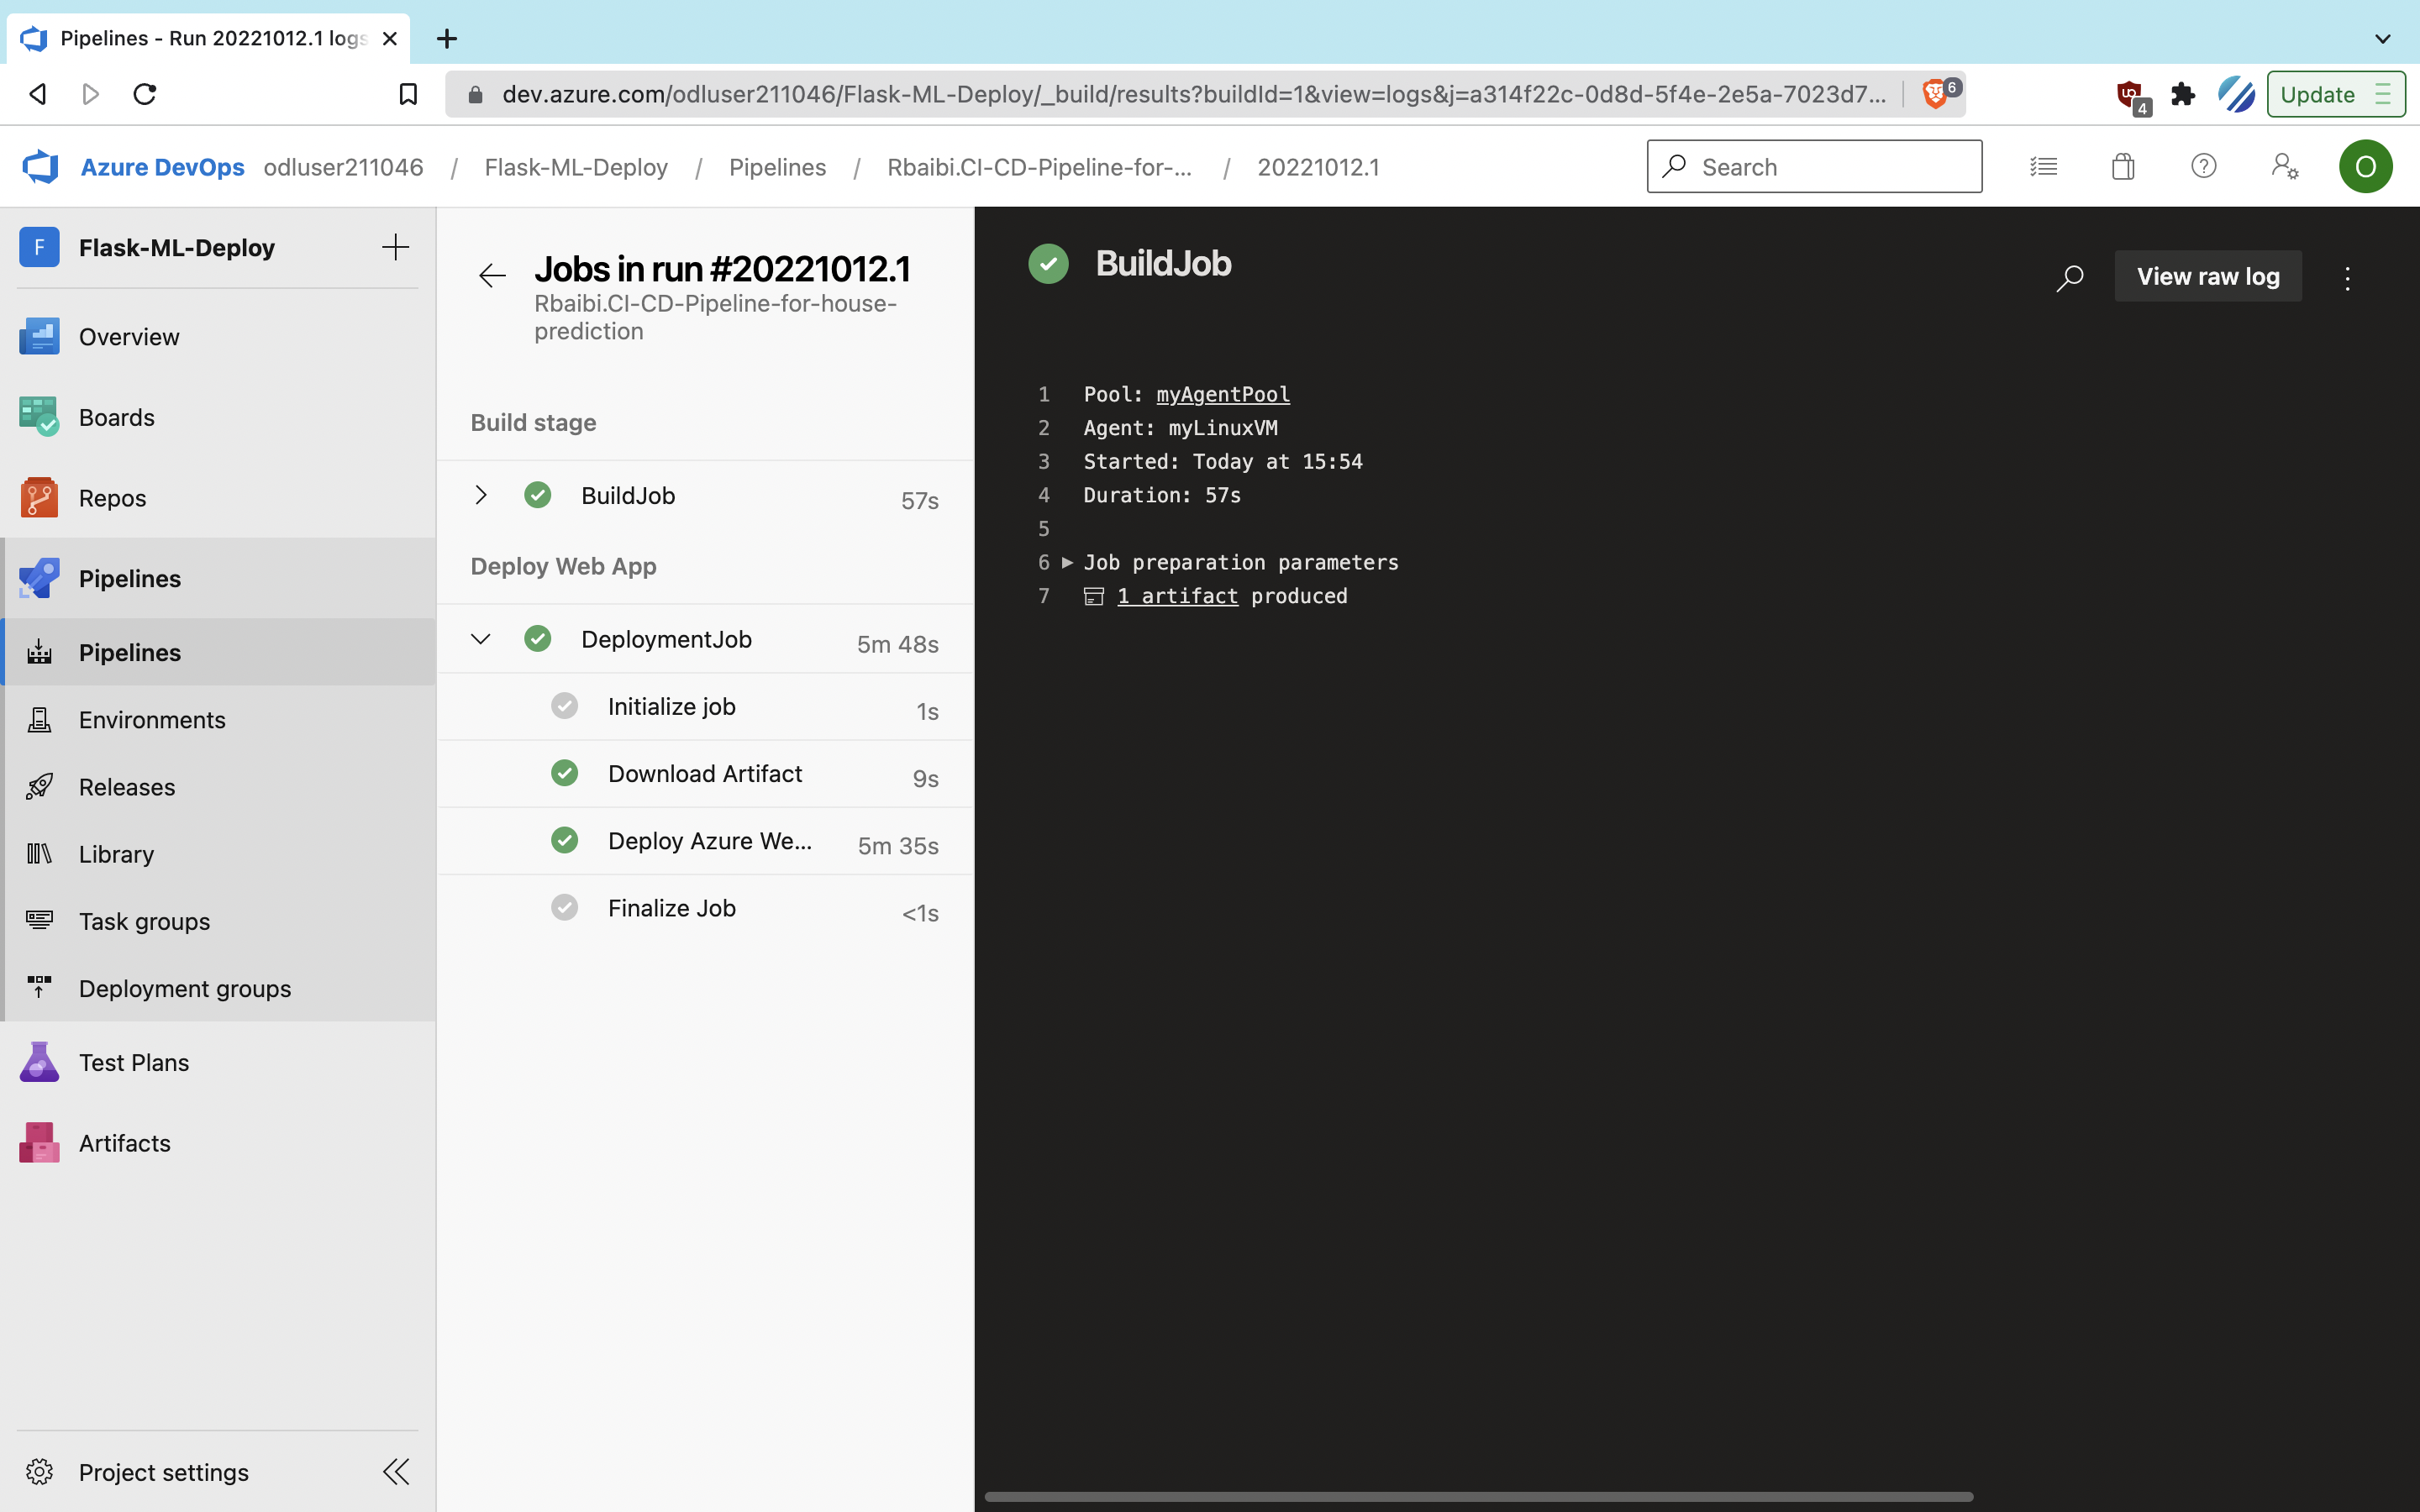 Pipelines - Run 20221012.1 logs
dev.azure.com/odluser211046/Flask-ML-Deploy/_build/results?buildId=1&view=logs&j=a314f22c-0d8d-5f4e-2e5a-7023d7...
6
4
Update
Azure DevOps odluser211046 / Flask-ML-Deploy / Pipelines / Rbaibi.CI-CD-Pipeline-for-... / 20221012.1
Search
O
F Flask-ML-Deploy
Overview
Boards
Repos
Pipelines
Pipelines
Environments
Releases
Library
Task groups
Deployment groups
Test Plans
Artifacts
Project settings
Jobs in run #20221012.1
Rbaibi.CI-CD-Pipeline-for-house-
prediction
Build stage
BuildJob 57s
Deploy Web App
DeploymentJob 5m 48s
Initialize job 1s
Download Artifact 9s
Deploy Azure We... 5m 35s
Finalize Job <1s
BuildJob
View raw log
1 Pool: myAgentPool
2 Agent: myLinuxVM
3 Started: Today at 15:54
4 Duration: 57s
5
6 Job preparation parameters
7 1 artifact produced